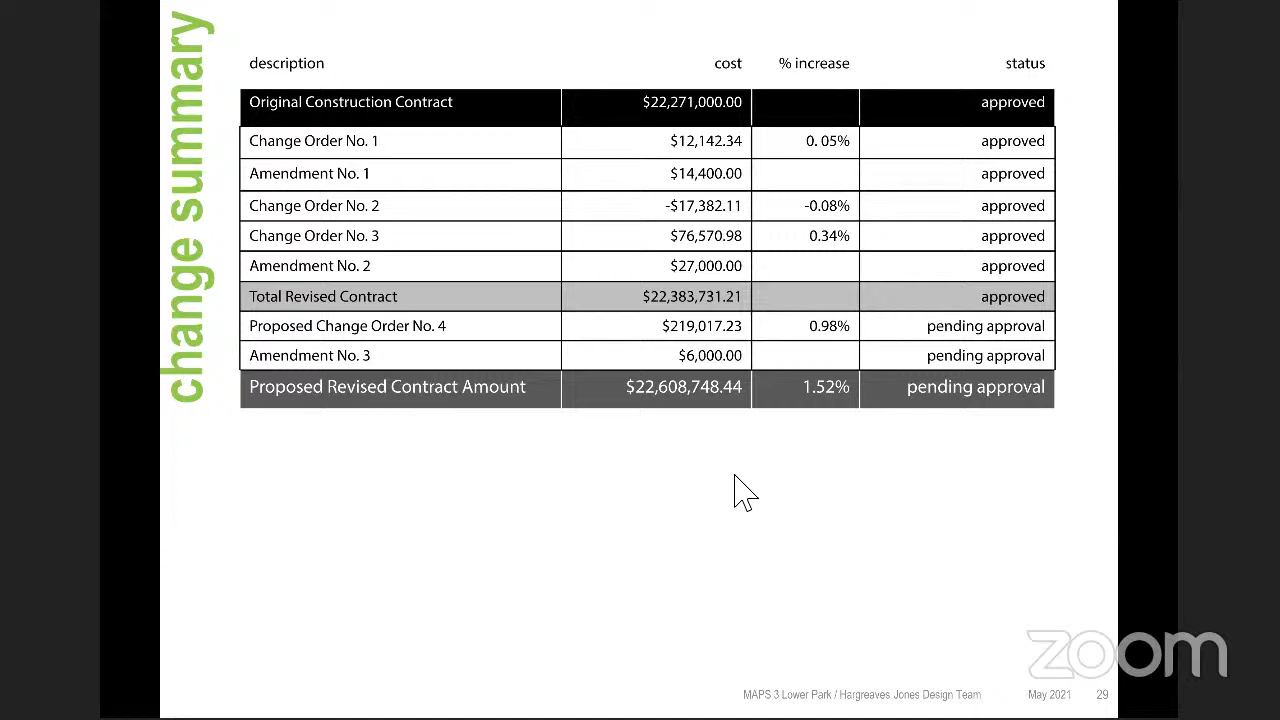 change summary
description cost % increase status
Original Construction Contract $22,271,000.00 approved
Change Order No. 1 $12,142.34 0. 05% approved
Amendment No. 1 $14,400.00 approved
Change Order No. 2 -$17,382.11 -0.08% approved
Change Order No. 3 $76,570.98 0.34% approved
Amendment No. 2 $27,000.00 approved
Total Revised Contract $22,383,731.21 approved
Proposed Change Order No. 4 $219,017.23 0.98% pending approval
Amendment No. 3 $6,000.00 pending approval
Proposed Revised Contract Amount $22,608,748.44 1.52% pending approval
zoom
MAPS 3 Lower Park / Hargreaves Jones Design Team May 2021 29